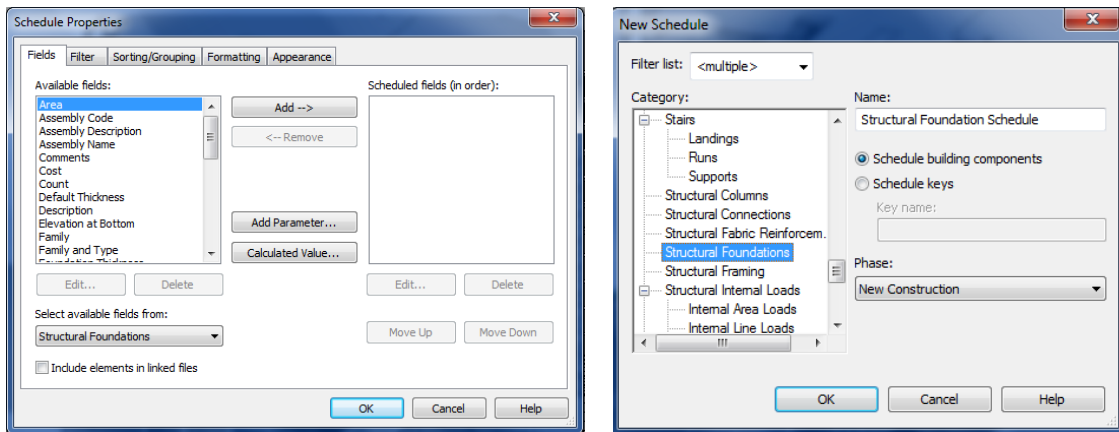 Schedule Properties
Fields Filter Sorting/Grouping Formatting Appearance
Available fields:
Area
Assembly Code
Assembly Description
Assembly Name
Comments
Cost
Count
Default Thickness
Description
Elevation at Bottom
Family
Family and Type
Foundation Thickness
Add -->
<-- Remove
Add Parameter...
Calculated Value...
Scheduled fields (in order):
Edit... Delete
Edit... Delete
Select available fields from:
Structural Foundations
Move Up Move Down
Include elements in linked files
OK Cancel Help
New Schedule
Filter list: <multiple>
Category:
Stairs
Landings
Runs
Supports
Structural Columns
Structural Connections
Structural Fabric Reinforcem.
Structural Foundations
Structural Framing
Structural Internal Loads
Internal Area Loads
Internal Line Loads
Name:
Structural Foundation Schedule
Schedule building components
Schedule keys
Key name:
Phase:
New Construction
OK Cancel Help